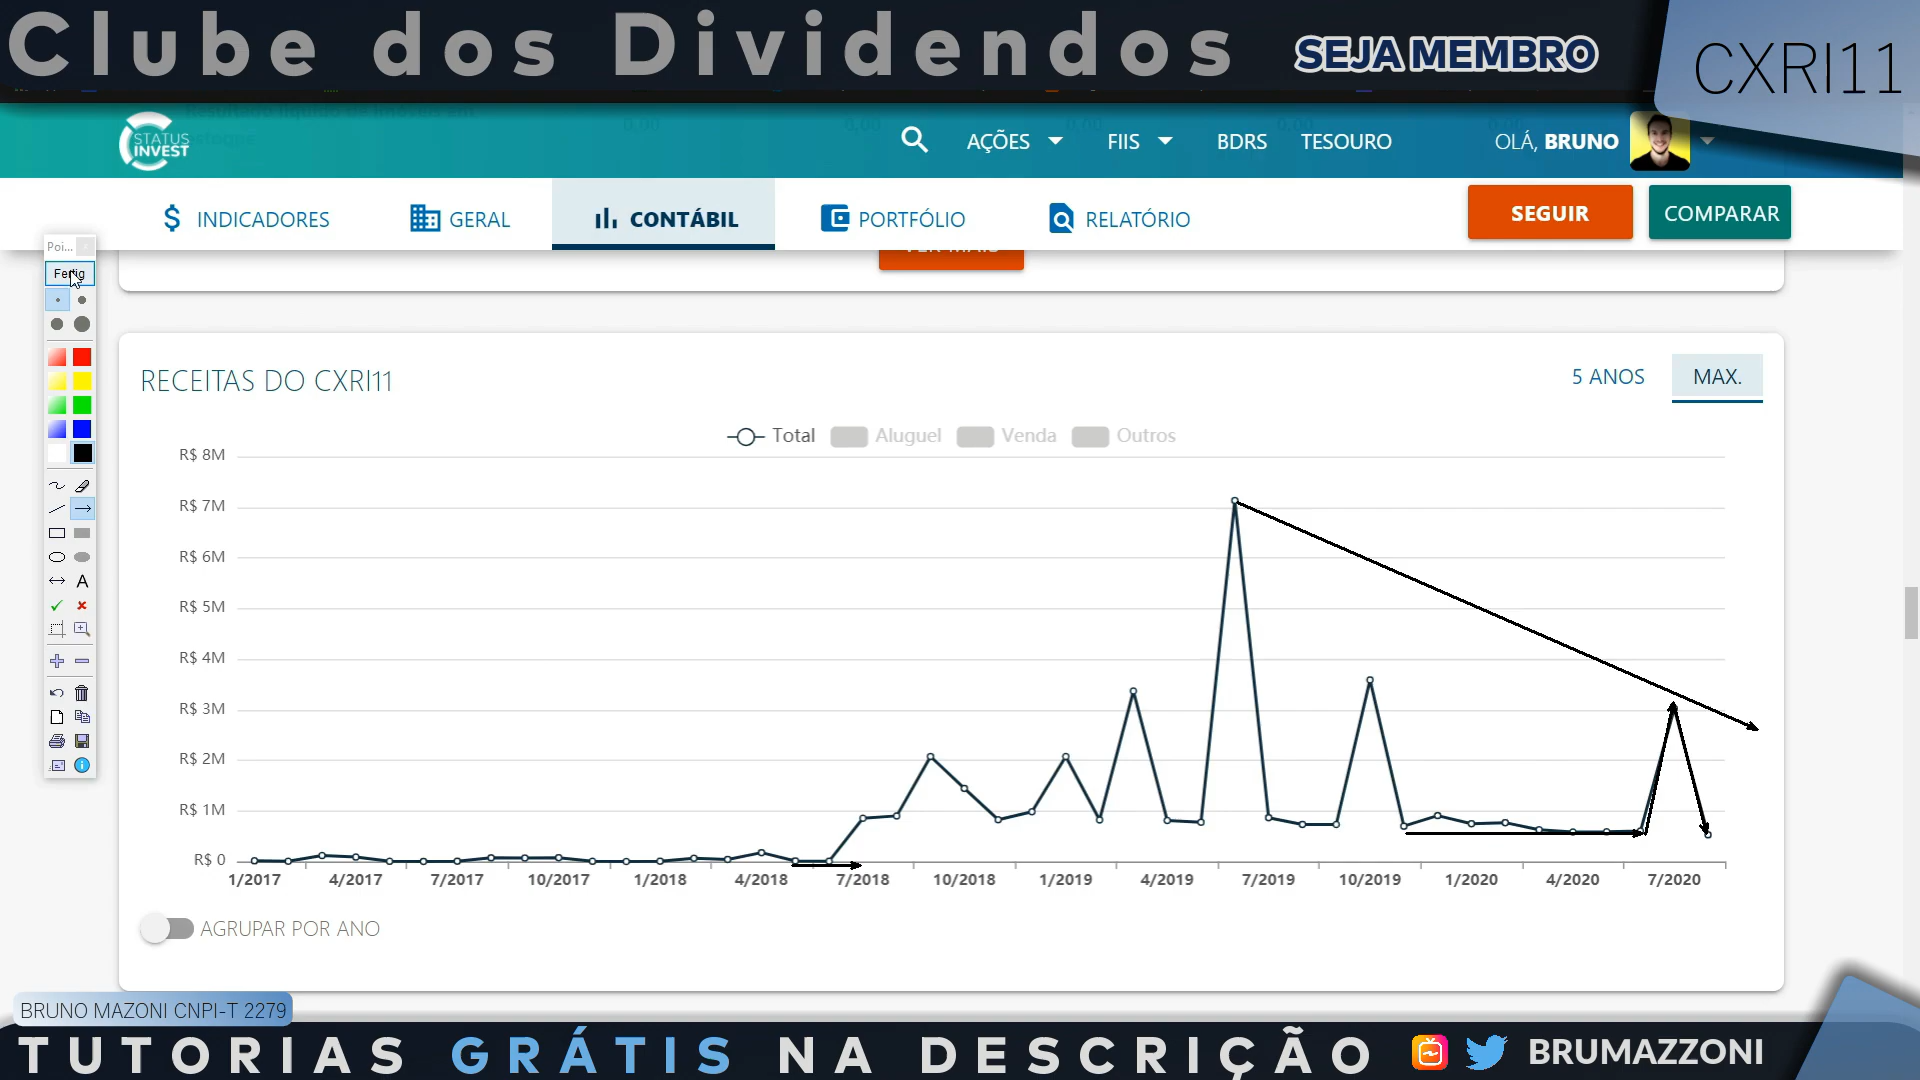 Clube dos Dividendos
SEJA MEMBRO
CXRI11
STATUS
INVEST
AÇÕES
FIIS
BDRS
TESOURO
OLÁ, BRUNO
$ INDICADORES
GERAL
CONTÁBIL
PORTFÓLIO
RELATÓRIO
SEGUIR
COMPARAR
Poi...
Fertig
A
RECEITAS DO CXRI11
5 ANOS
MAX.
Total
Aluguel
Venda
Outros
R$ 8M
R$ 7M
R$ 6M
R$ 5M
R$ 4M
R$ 3M
R$ 2M
R$ 1M
R$ 0
1/2017 4/2017 7/2017 10/2017 1/2018 4/2018 7/2018 10/2018 1/2019 4/2019 7/2019 10/2019 1/2020 4/2020 7/2020
AGRUPAR POR ANO
BRUNO MAZONI CNPI-T 2279
TUTORIAS GRÁTIS NA DESCRIÇÃO
BRUMAZZONI